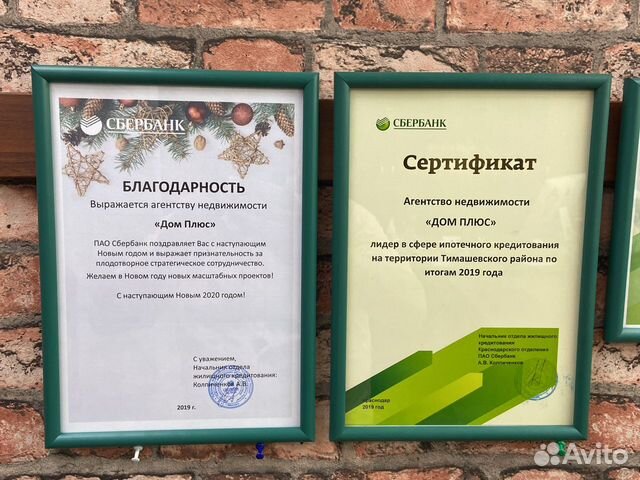 СБЕРБАНК
БЛАГОДАРНОСТЬ
Выражается агентству недвижимости
«Дом Плюс»
ПАО Сбербанк поздравляет Вас с наступающим
Новым годом и выражает признательность за
плодотворное стратегическое сотрудничество.
Желаем в Новом году новых масштабных проектов!
С наступающим Новым 2020 годом!
С уважением,
Начальник отдела
жилищного кредитования:
Колпиченков А.В.
2019 г.
СБЕРБАНК
Сертификат
Агентство недвижимости
«ДОМ ПЛЮС»
лидер в сфере ипотечного кредитования
на территории Тимашевского района по
итогам 2019 года
Начальник отдела жилищного
кредитования
Краснодарского отделения
ПАО Сбербанк
А.В. Колпиченков
Краснодар
2019 год
Avito